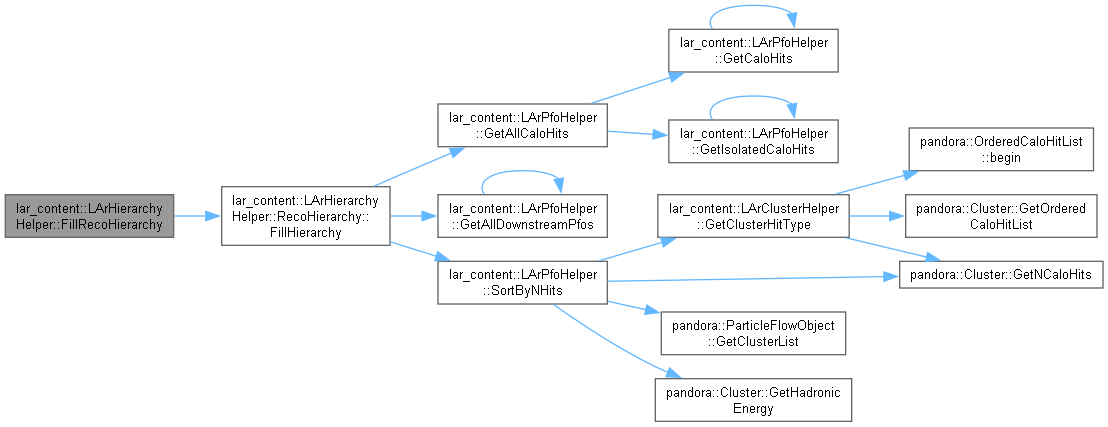 lar_content::LArHierarchy
Helper::FillRecoHierarchy
lar_content::LArHierarchy
Helper::RecoHierarchy::
FillHierarchy
lar_content::LArPfoHelper
::GetAllCaloHits
lar_content::LArPfoHelper
::GetCaloHits
lar_content::LArPfoHelper
::GetIsolatedCaloHits
lar_content::LArPfoHelper
::GetAllDownstreamPfos
lar_content::LArPfoHelper
::SortByNHits
lar_content::LArClusterHelper
::GetClusterHitType
pandora::OrderedCaloHitList
::begin
pandora::Cluster::GetOrdered
CaloHitList
pandora::Cluster::GetNCaloHits
pandora::ParticleFlowObject
::GetClusterList
pandora::Cluster::GetHadronic
Energy